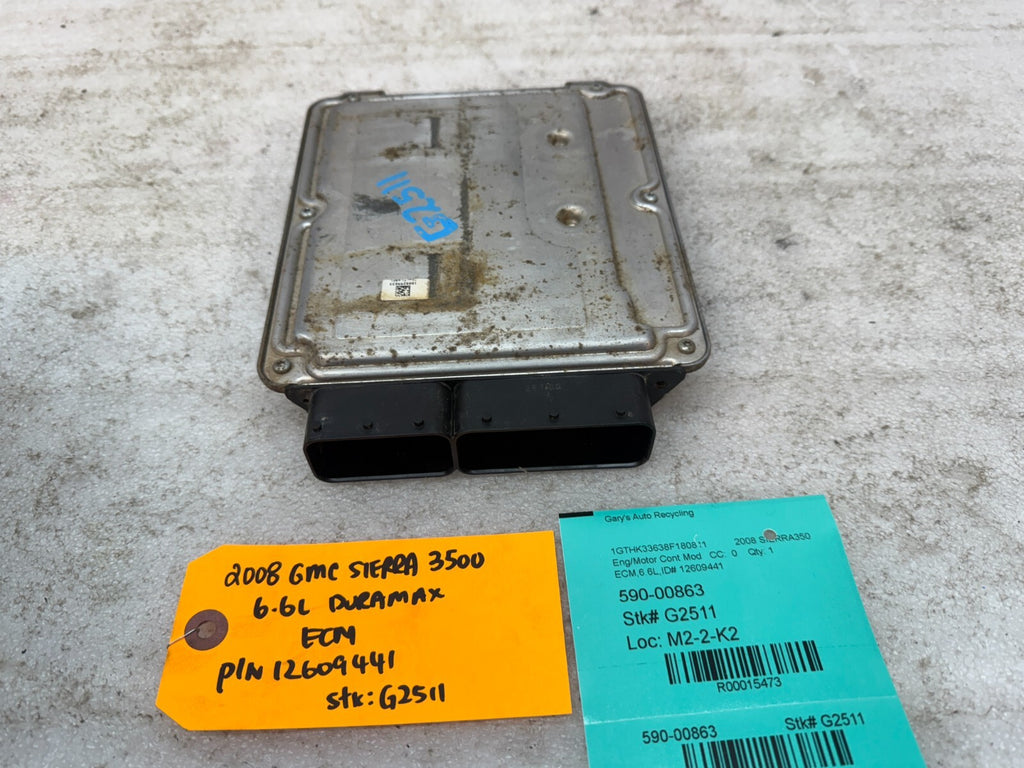 G2511
2008 GMC SIERRA 3500
6.6L DURAMAX
ECM
P/N 12609441
Stk: G2511
Gary's Auto Recycling
1GTHK33638F180811 2008 SIERRA350
Eng/Motor Cont Mod CC: 0 Qty: 1
ECM,6.6L,ID# 12609441
590-00863
Stk# G2511
Loc: M2-2-K2
R00015473
590-00863 Stk# G2511